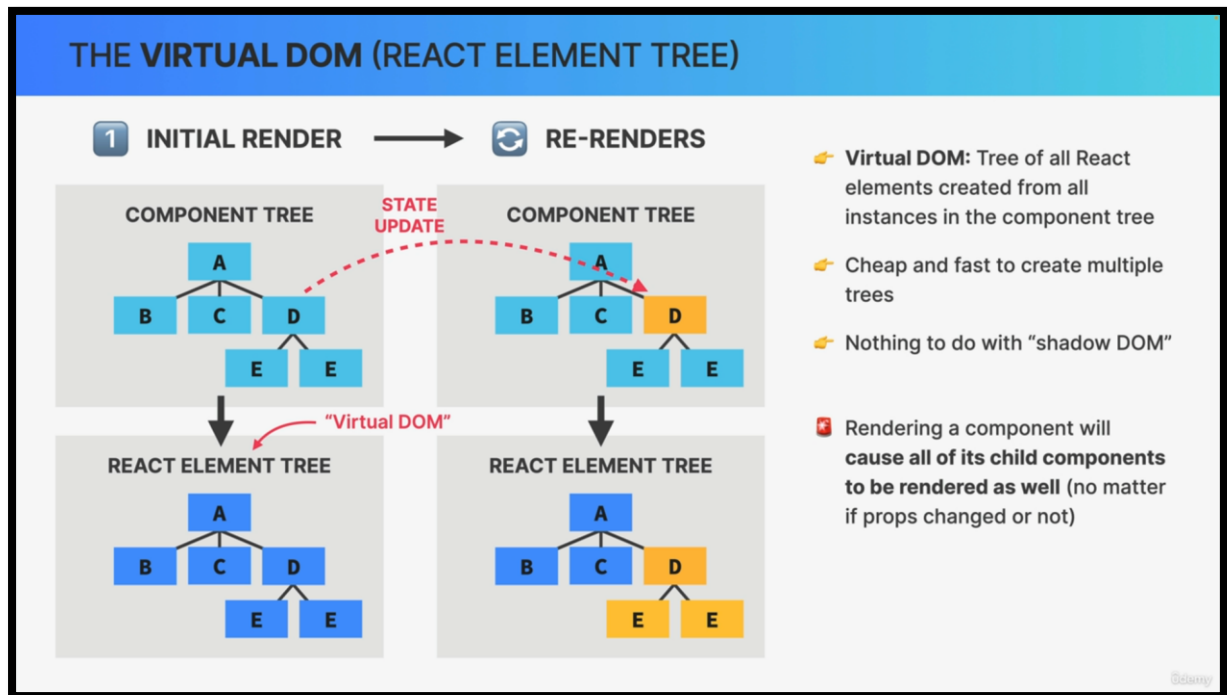 THE VIRTUAL DOM (REACT ELEMENT TREE)
1 INITIAL RENDER
RE-RENDERS
COMPONENT TREE
A
B C D
E E
STATE
UPDATE
COMPONENT TREE
A
B C D
E E
"Virtual DOM"
REACT ELEMENT TREE
A
B C D
E E
REACT ELEMENT TREE
A
B C D
E E
Virtual DOM: Tree of all React
elements created from all
instances in the component tree
Cheap and fast to create multiple
trees
Nothing to do with “shadow DOM”
Rendering a component will
cause all of its child components
to be rendered as well (no matter
if props changed or not)
ûdemy